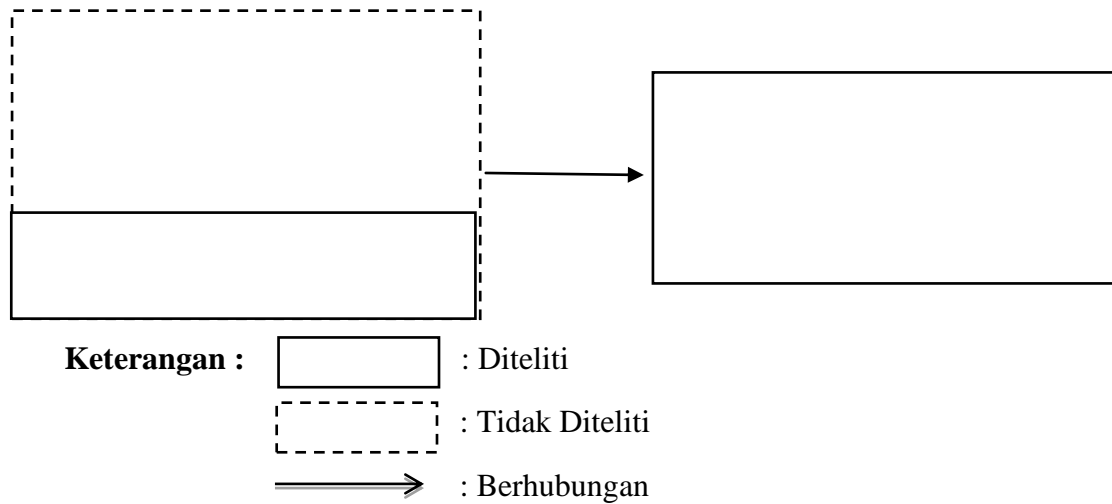 Keterangan : : Diteliti
: Tidak Diteliti
: Berhubungan